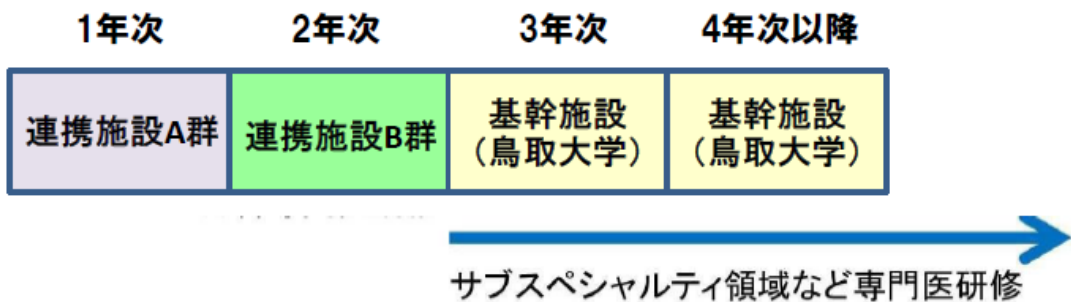 1年次 2年次 3年次 4年次以降
連携施設A群 連携施設B群 基幹施設 基幹施設
（鳥取大学） （鳥取大学）
サブスペシャルティ領域など専門医研修